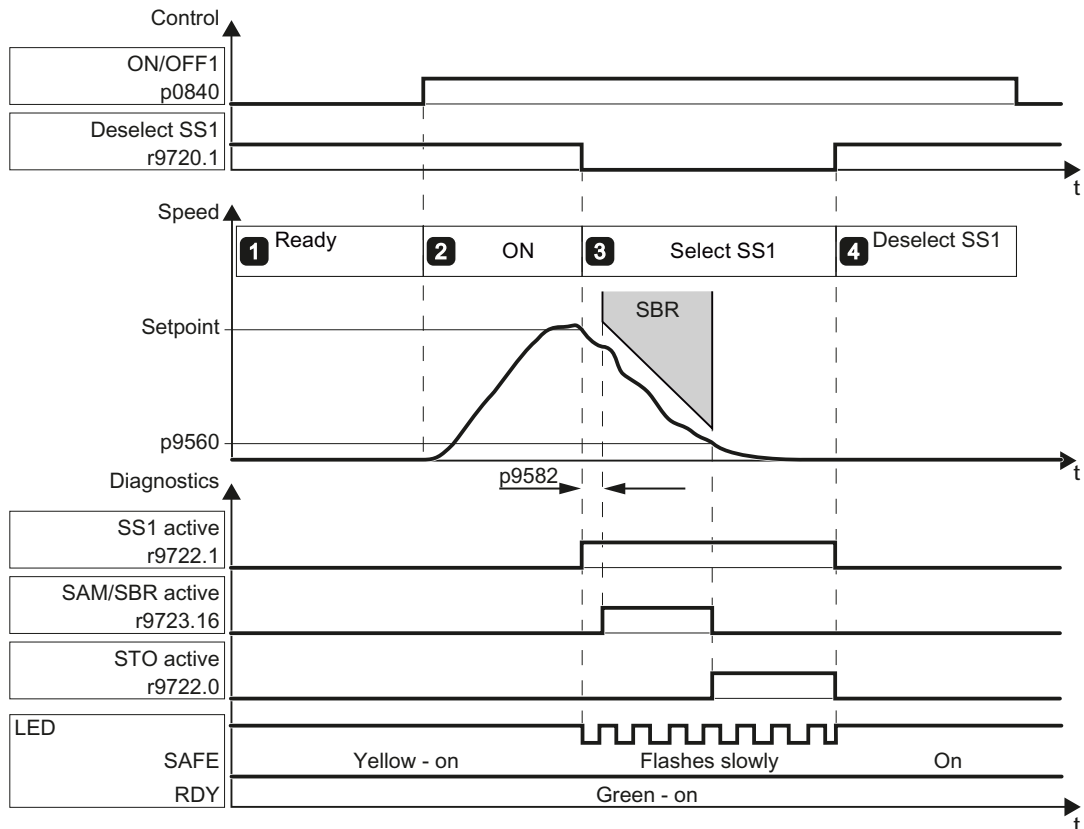 Control
ON/OFF1
p0840
Deselect SS1
r9720.1
t
Speed
1 Ready
2 ON
3 Select SS1
4 Deselect SS1
SBR
Setpoint
p9560
t
p9582
Diagnostics
SS1 active
r9722.1
SAM/SBR active
r9723.16
STO active
r9722.0
LED
SAFE Yellow - on Flashes slowly On
RDY Green - on
t